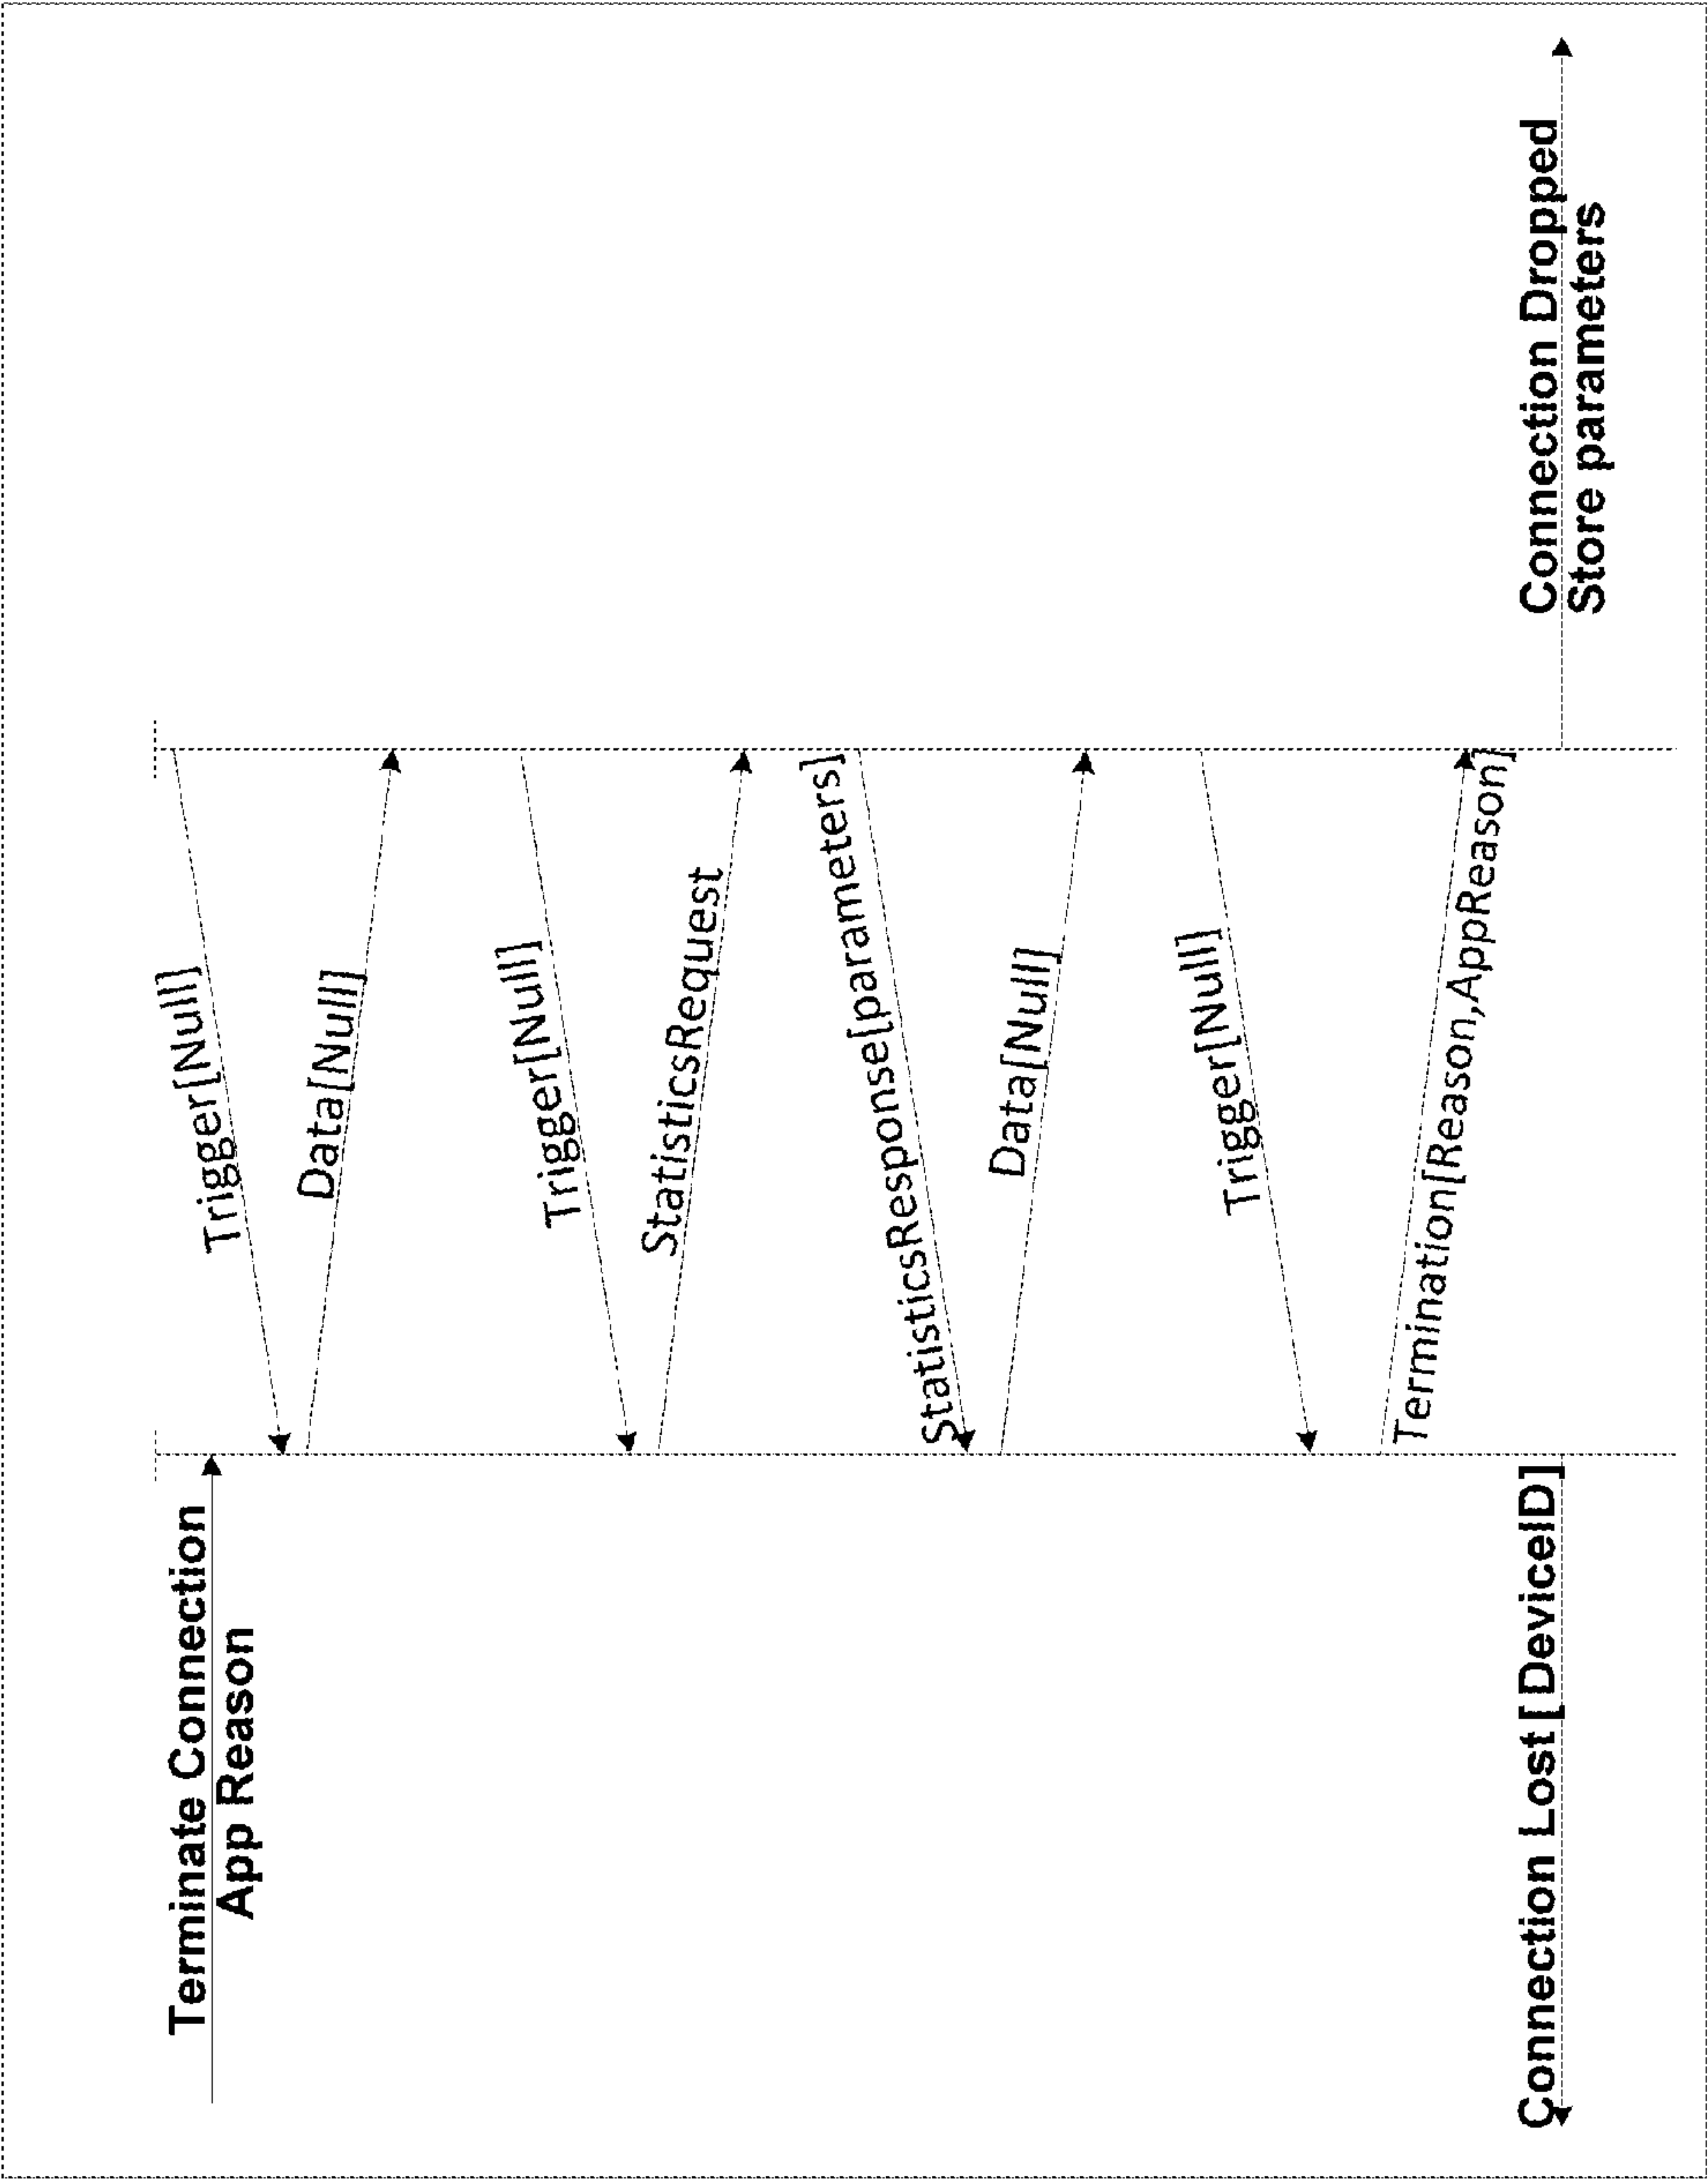 Terminate Connection
App Reason
Trigger[Null]
Data[Null]
Trigger[Null]
StatisticsRequest
StatisticsResponse[parameters]
Data[Null]
Trigger[Null]
Termination[Reason,AppReason]
Connection Lost [DeviceID]
Connection Dropped
Store parameters